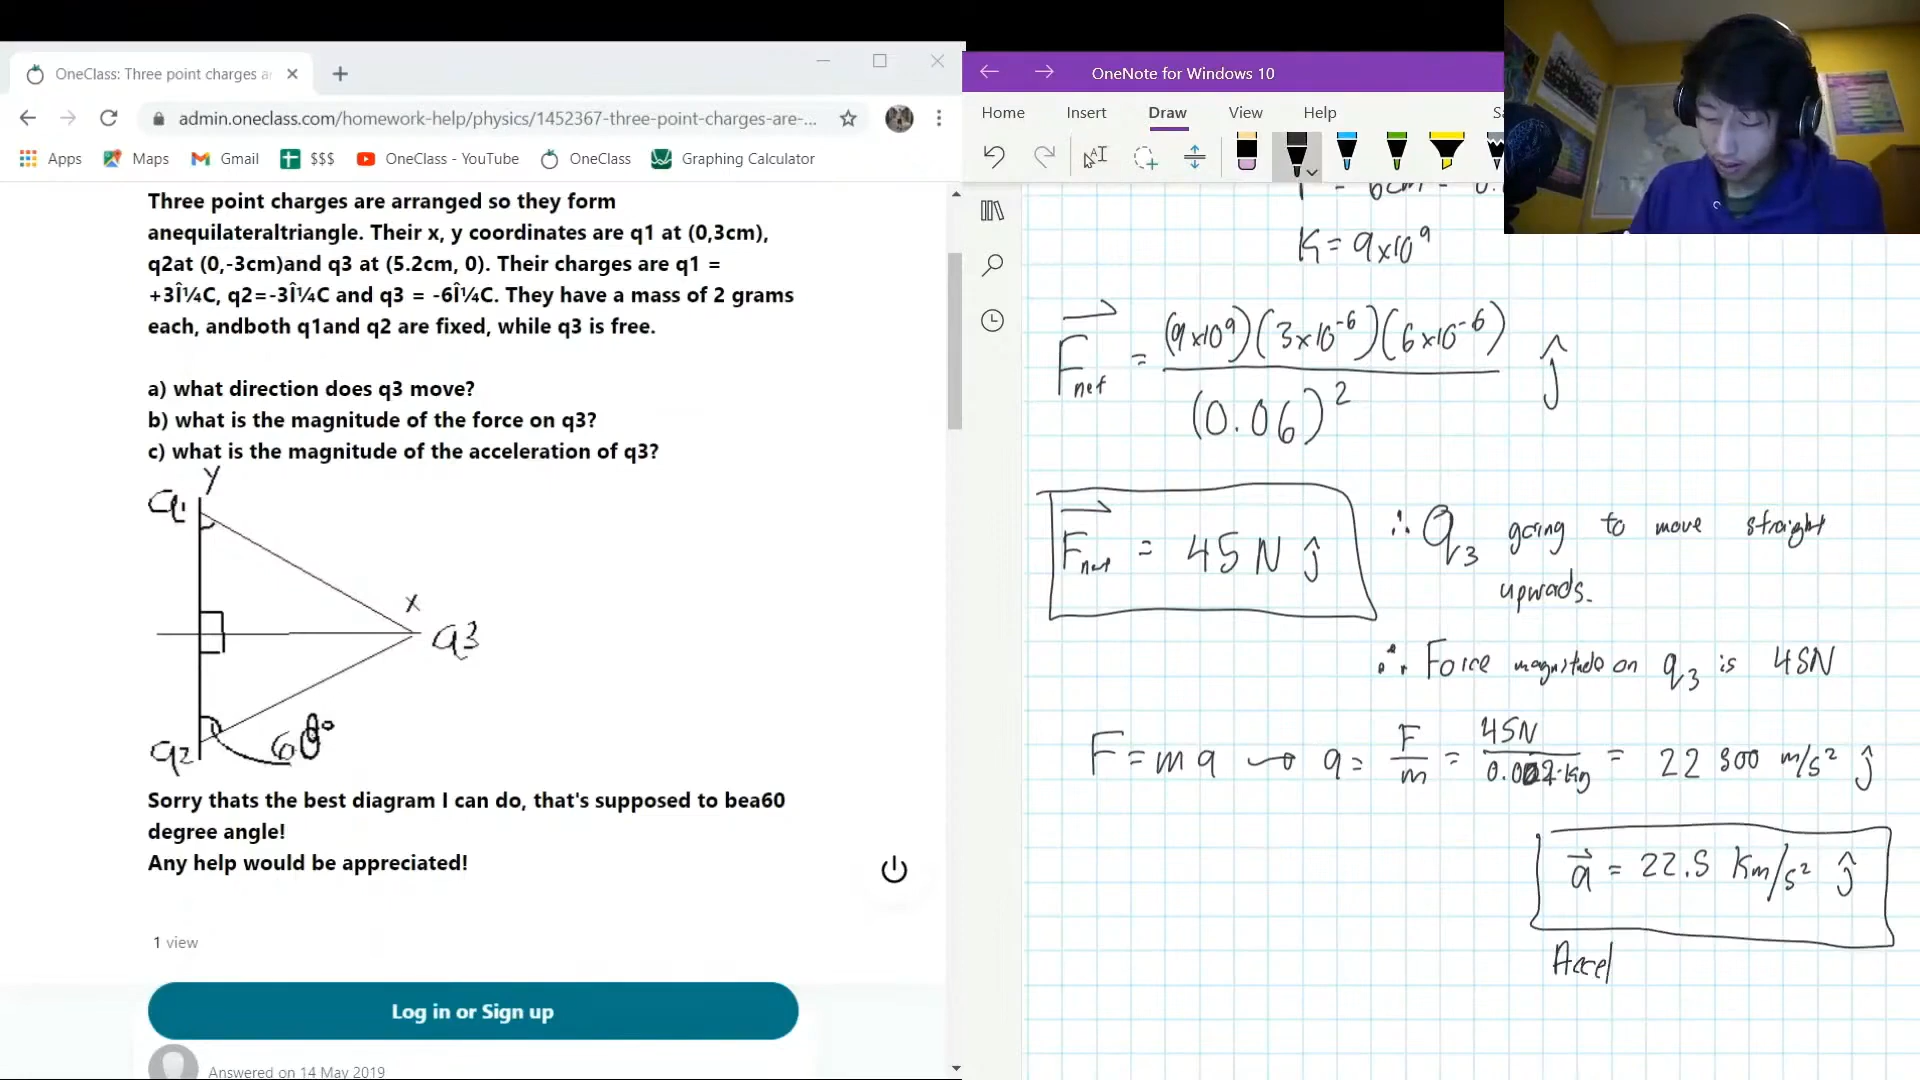 OneClass: Three point charges a
admin.oneclass.com/homework-help/physics/1452367-three-point-charges-are-...
Apps Maps Gmail $$$ OneClass - YouTube OneClass Graphing Calculator
Three point charges are arranged so they form
anequilateraltriangle. Their x, y coordinates are q1 at (0,3cm),
q2at (0,-3cm)and q3 at (5.2cm, 0). Their charges are q1 =
+3Î¼C, q2=-3Î¼C and q3 = -6Î¼C. They have a mass of 2 grams
each, andboth q1and q2 are fixed, while q3 is free.
a) what direction does q3 move?
b) what is the magnitude of the force on q3?
c) what is the magnitude of the acceleration of q3?
y
q1
x
q3
q2
60°
Sorry thats the best diagram I can do, that's supposed to bea60
degree angle!
Any help would be appreciated!
1 view
Log in or Sign up
Answered on 14 May 2019
OneNote for Windows 10
Home Insert Draw View Help
K = 9x10⁹
Fnet = (9x10⁹)(3x10⁻⁶)(6x10⁻⁶) ĵ
(0.06)²
Fnet = 45 N ĵ
∴ Q3 going to move straight
upwards.
∴ Force magnitude on q3 is 45N
F = ma → a = F/m = 45N / 0.002kg = 22 500 m/s² ĵ
a = 22.5 Km/s² ĵ
Accel